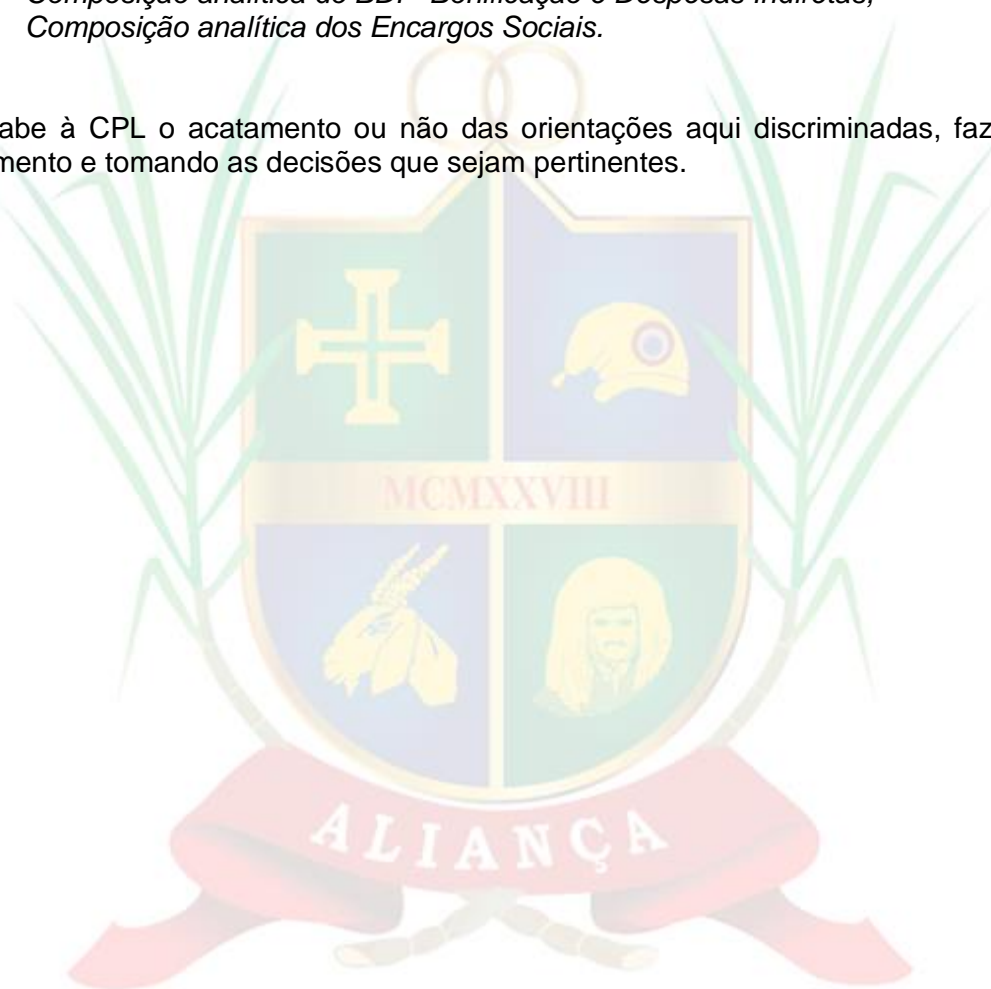 Composição analítica do BDI - Bonificação e Despesas Indiretas;
Composição analítica dos Encargos Sociais.
abe à CPL o acatamento ou não das orientações aqui discriminadas, faz
mento e tomando as decisões que sejam pertinentes.
MCMXXVIII
ALIANÇA